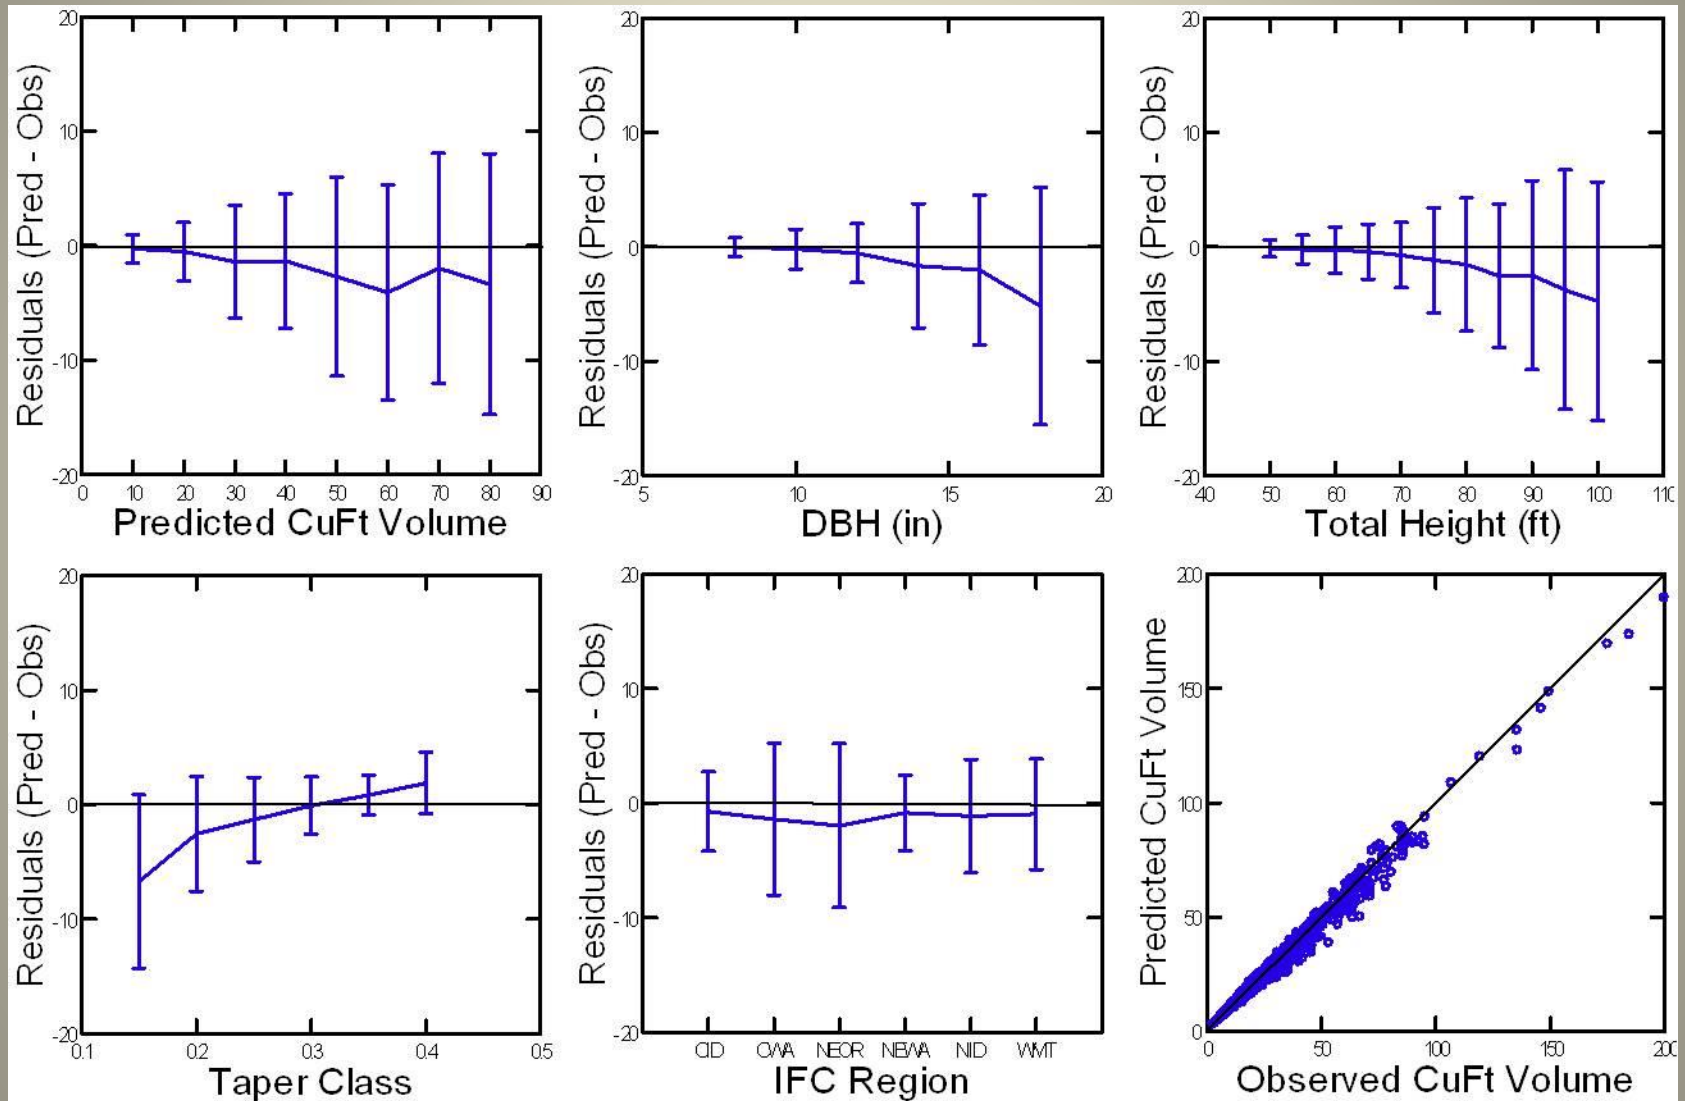 Residuals (Pred - Obs)
20
10
0
-10
-20
0 10 20 30 40 50 60 70 80 90
Predicted CuFt Volume
Residuals (Pred - Obs)
20
10
0
-10
-20
5 10 15 20
DBH (in)
Residuals (Pred - Obs)
20
10
0
-10
-20
40 50 60 70 80 90 100 110
Total Height (ft)
Residuals (Pred - Obs)
20
10
0
-10
-20
0.1 0.2 0.3 0.4 0.5
Taper Class
Residuals (Pred - Obs)
20
10
0
-10
-20
CID CWA NEOR NEWA NID WMT
IFC Region
Predicted CuFt Volume
200
150
100
50
0
0 50 100 150 200
Observed CuFt Volume